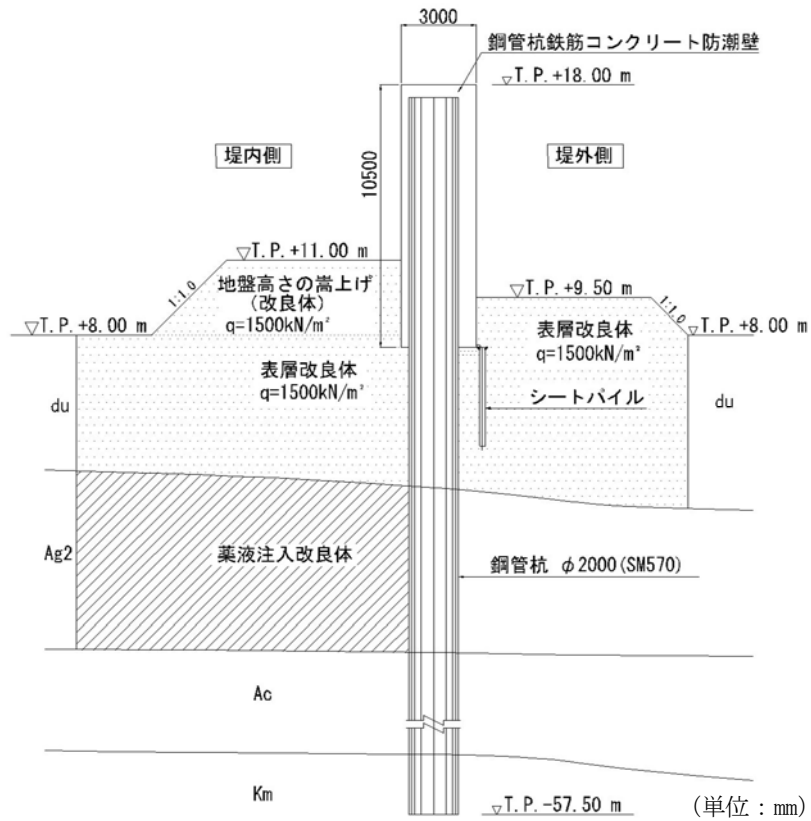 3000
鋼管杭鉄筋コンクリート防潮壁
▽T.P.+18.00 m
堤内側
堤外側
10500
▽T.P.+11.00 m
地盤高さの嵩上げ
(改良体)
q=1500kN/m²
1:1.0
▽T.P.+9.50 m
1:1.0
▽T.P.+8.00 m
▽T.P.+8.00 m
表層改良体
q=1500kN/m²
表層改良体
q=1500kN/m²
シートパイル
du
du
Ag2
薬液注入改良体
鋼管杭 φ2000(SM570)
Ac
Km
▽T.P.-57.50 m
(単位：mm)